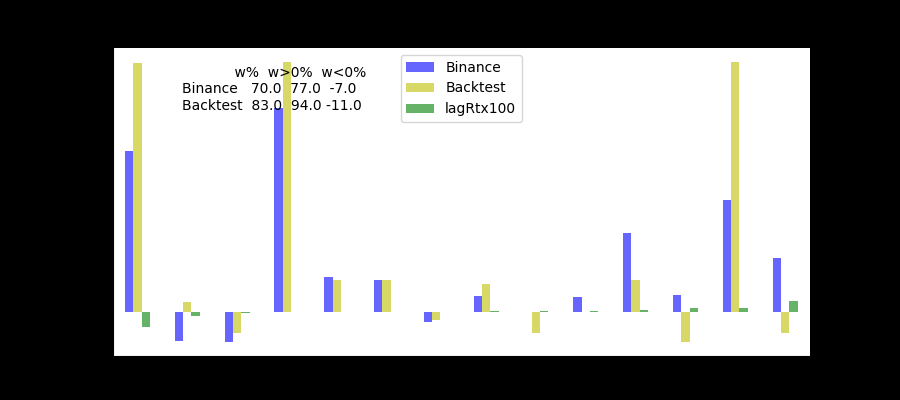 w%  w>0%  w<0%
Binance   70.0  77.0  -7.0
Backtest  83.0  94.0 -11.0
Binance
Backtest
lagRtx100